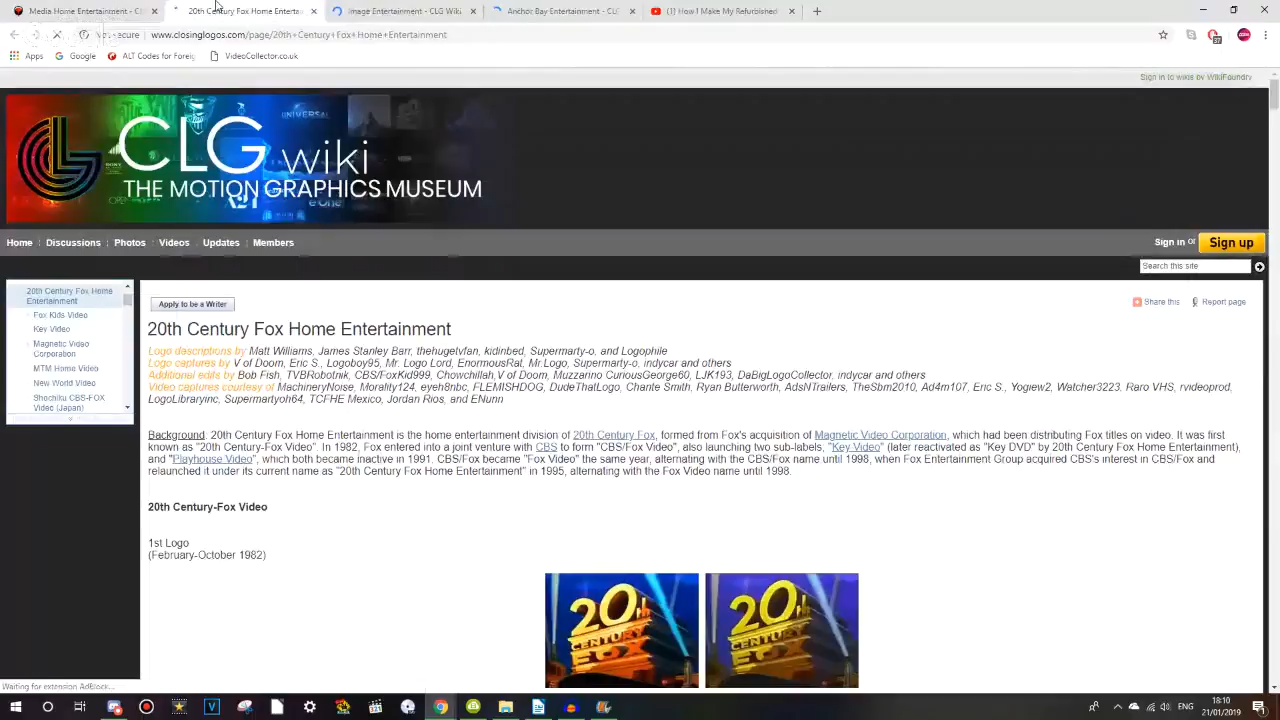 Media Home Entertainment - CLG
20th Century Fox Home Enterta
Image Entertainment - CLG Wiki
Anchor Bay Entertainment - CLG
(1) How I Make My Refurbished
www.closinglogos.com/page/20th+Century+Fox+Home+Entertainment
Apps Google ALT Codes for Foreig VideoCollector.co.uk
Sign in to wikis by WikiFoundry
UNIVERSAL
CLG wiki
THE MOTION GRAPHICS MUSEUM
Home Discussions Photos Videos Updates Members
Sign in or Sign up
Search this site
20th Century Fox Home
Entertainment
Fox Kids Video
Key Video
Magnetic Video
Corporation
MTM Home Video
New World Video
Shochiku CBS-FOX
Video (Japan)
Apply to be a Writer
Share this Report page
20th Century Fox Home Entertainment
Logo descriptions by Matt Williams, James Stanley Barr, thehugetvfan, kidinbed, Supermarty-o, and Logophile
Logo captures by V of Doom, Eric S., Logoboy95, Mr. Logo Lord, EnormousRat, Mr.Logo, Supermarty-o, indycar and others
Additional edits by Bob Fish, TVBRobotnik, CBS/FoxKid999, Chowchillah,V of Doom, Muzzarino CuriousGeorge60, LJK193, DaBigLogoCollector, indycar and others
Video captures courtesy of MachineryNoise, Morality124, eyeh8nbc, FLEMISHDOG, DudeThatLogo, Charite Smith, Ryan Butterworth, AdsNTrailers, TheSbm2010, Ad4m107, Eric S., Yogiew2, Watcher3223, Raro VHS, rvideoprod,
LogoLibraryinc, Supermartyoh64, TCFHE Mexico, Jordan Rios, and ENunn
Background: 20th Century Fox Home Entertainment is the home entertainment division of 20th Century Fox, formed from Fox's acquisition of Magnetic Video Corporation, which had been distributing Fox titles on video. It was first
known as "20th Century-Fox Video". In 1982, Fox entered into a joint venture with CBS to form "CBS/Fox Video", also launching two sub-labels, "Key Video" (later reactivated as "Key DVD" by 20th Century Fox Home Entertainment),
and "Playhouse Video", which both became inactive in 1991. CBS/Fox became "Fox Video" the same year, alternating with the CBS/Fox name until 1998, when Fox Entertainment Group acquired CBS's interest in CBS/Fox and
relaunched it under its current name as "20th Century Fox Home Entertainment" in 1995, alternating with the Fox Video name until 1998.
20th Century-Fox Video
1st Logo
(February-October 1982)
20th
CENTURY
FOX
20th
CENTURY
FOX
Waiting for extension AdBlock...
18:10
21/01/2019